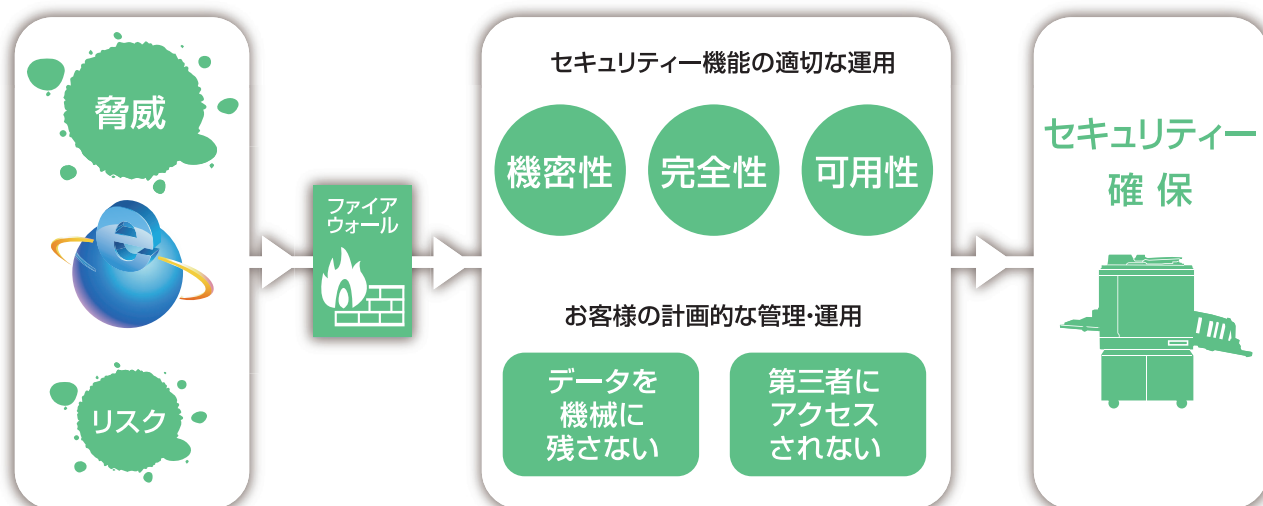 脅威
e
リスク
ファイア
ウォール
セキュリティー機能の適切な運用
機密性
完全性
可用性
お客様の計画的な管理・運用
データを
機械に
残さない
第三者に
アクセス
されない
セキュリティー
確保